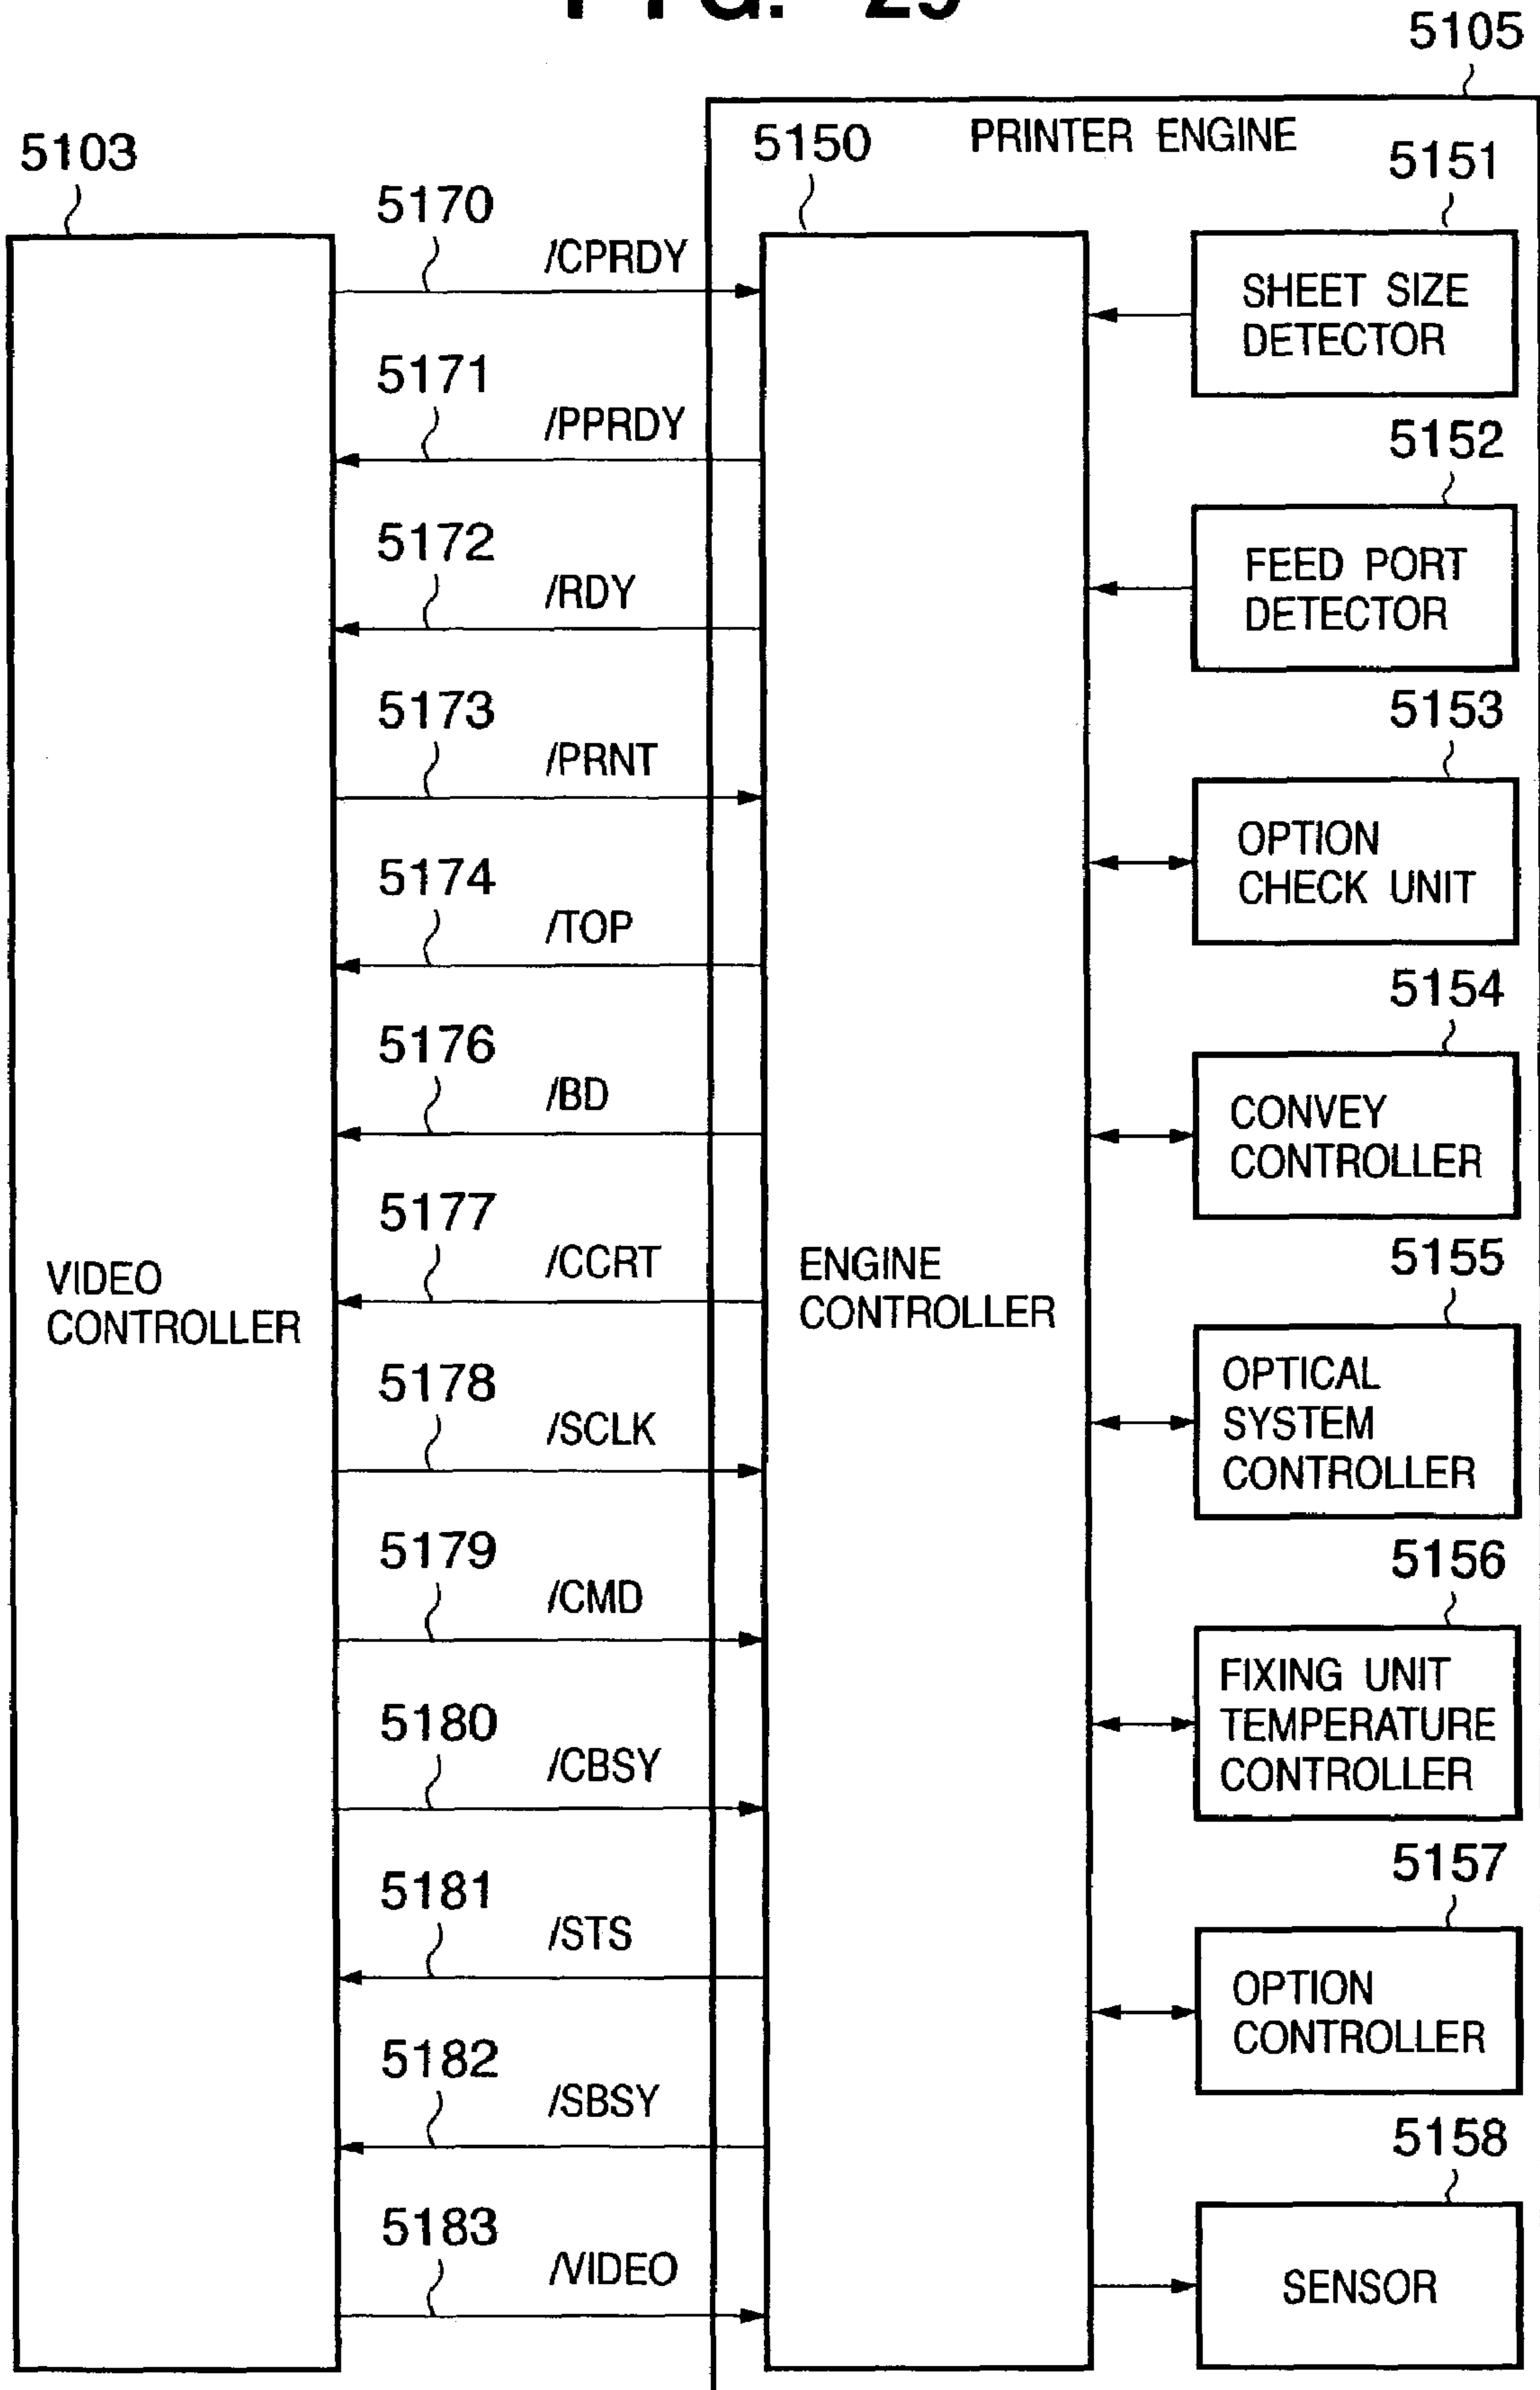 FIG. 29
5105
PRINTER ENGINE
5103
5150
5151
5170
/CPRDY
SHEET SIZE
DETECTOR
5171
/PPRDY
5152
5172
/RDY
FEED PORT
DETECTOR
5173
/PRNT
5153
OPTION
CHECK UNIT
5174
/TOP
5154
5176
/BD
CONVEY
CONTROLLER
5177
/CCRT
5155
VIDEO
CONTROLLER
ENGINE
CONTROLLER
OPTICAL
SYSTEM
CONTROLLER
5178
/SCLK
5156
5179
/CMD
FIXING UNIT
TEMPERATURE
CONTROLLER
5180
/CBSY
5157
5181
/STS
OPTION
CONTROLLER
5182
/SBSY
5158
5183
/VIDEO
SENSOR